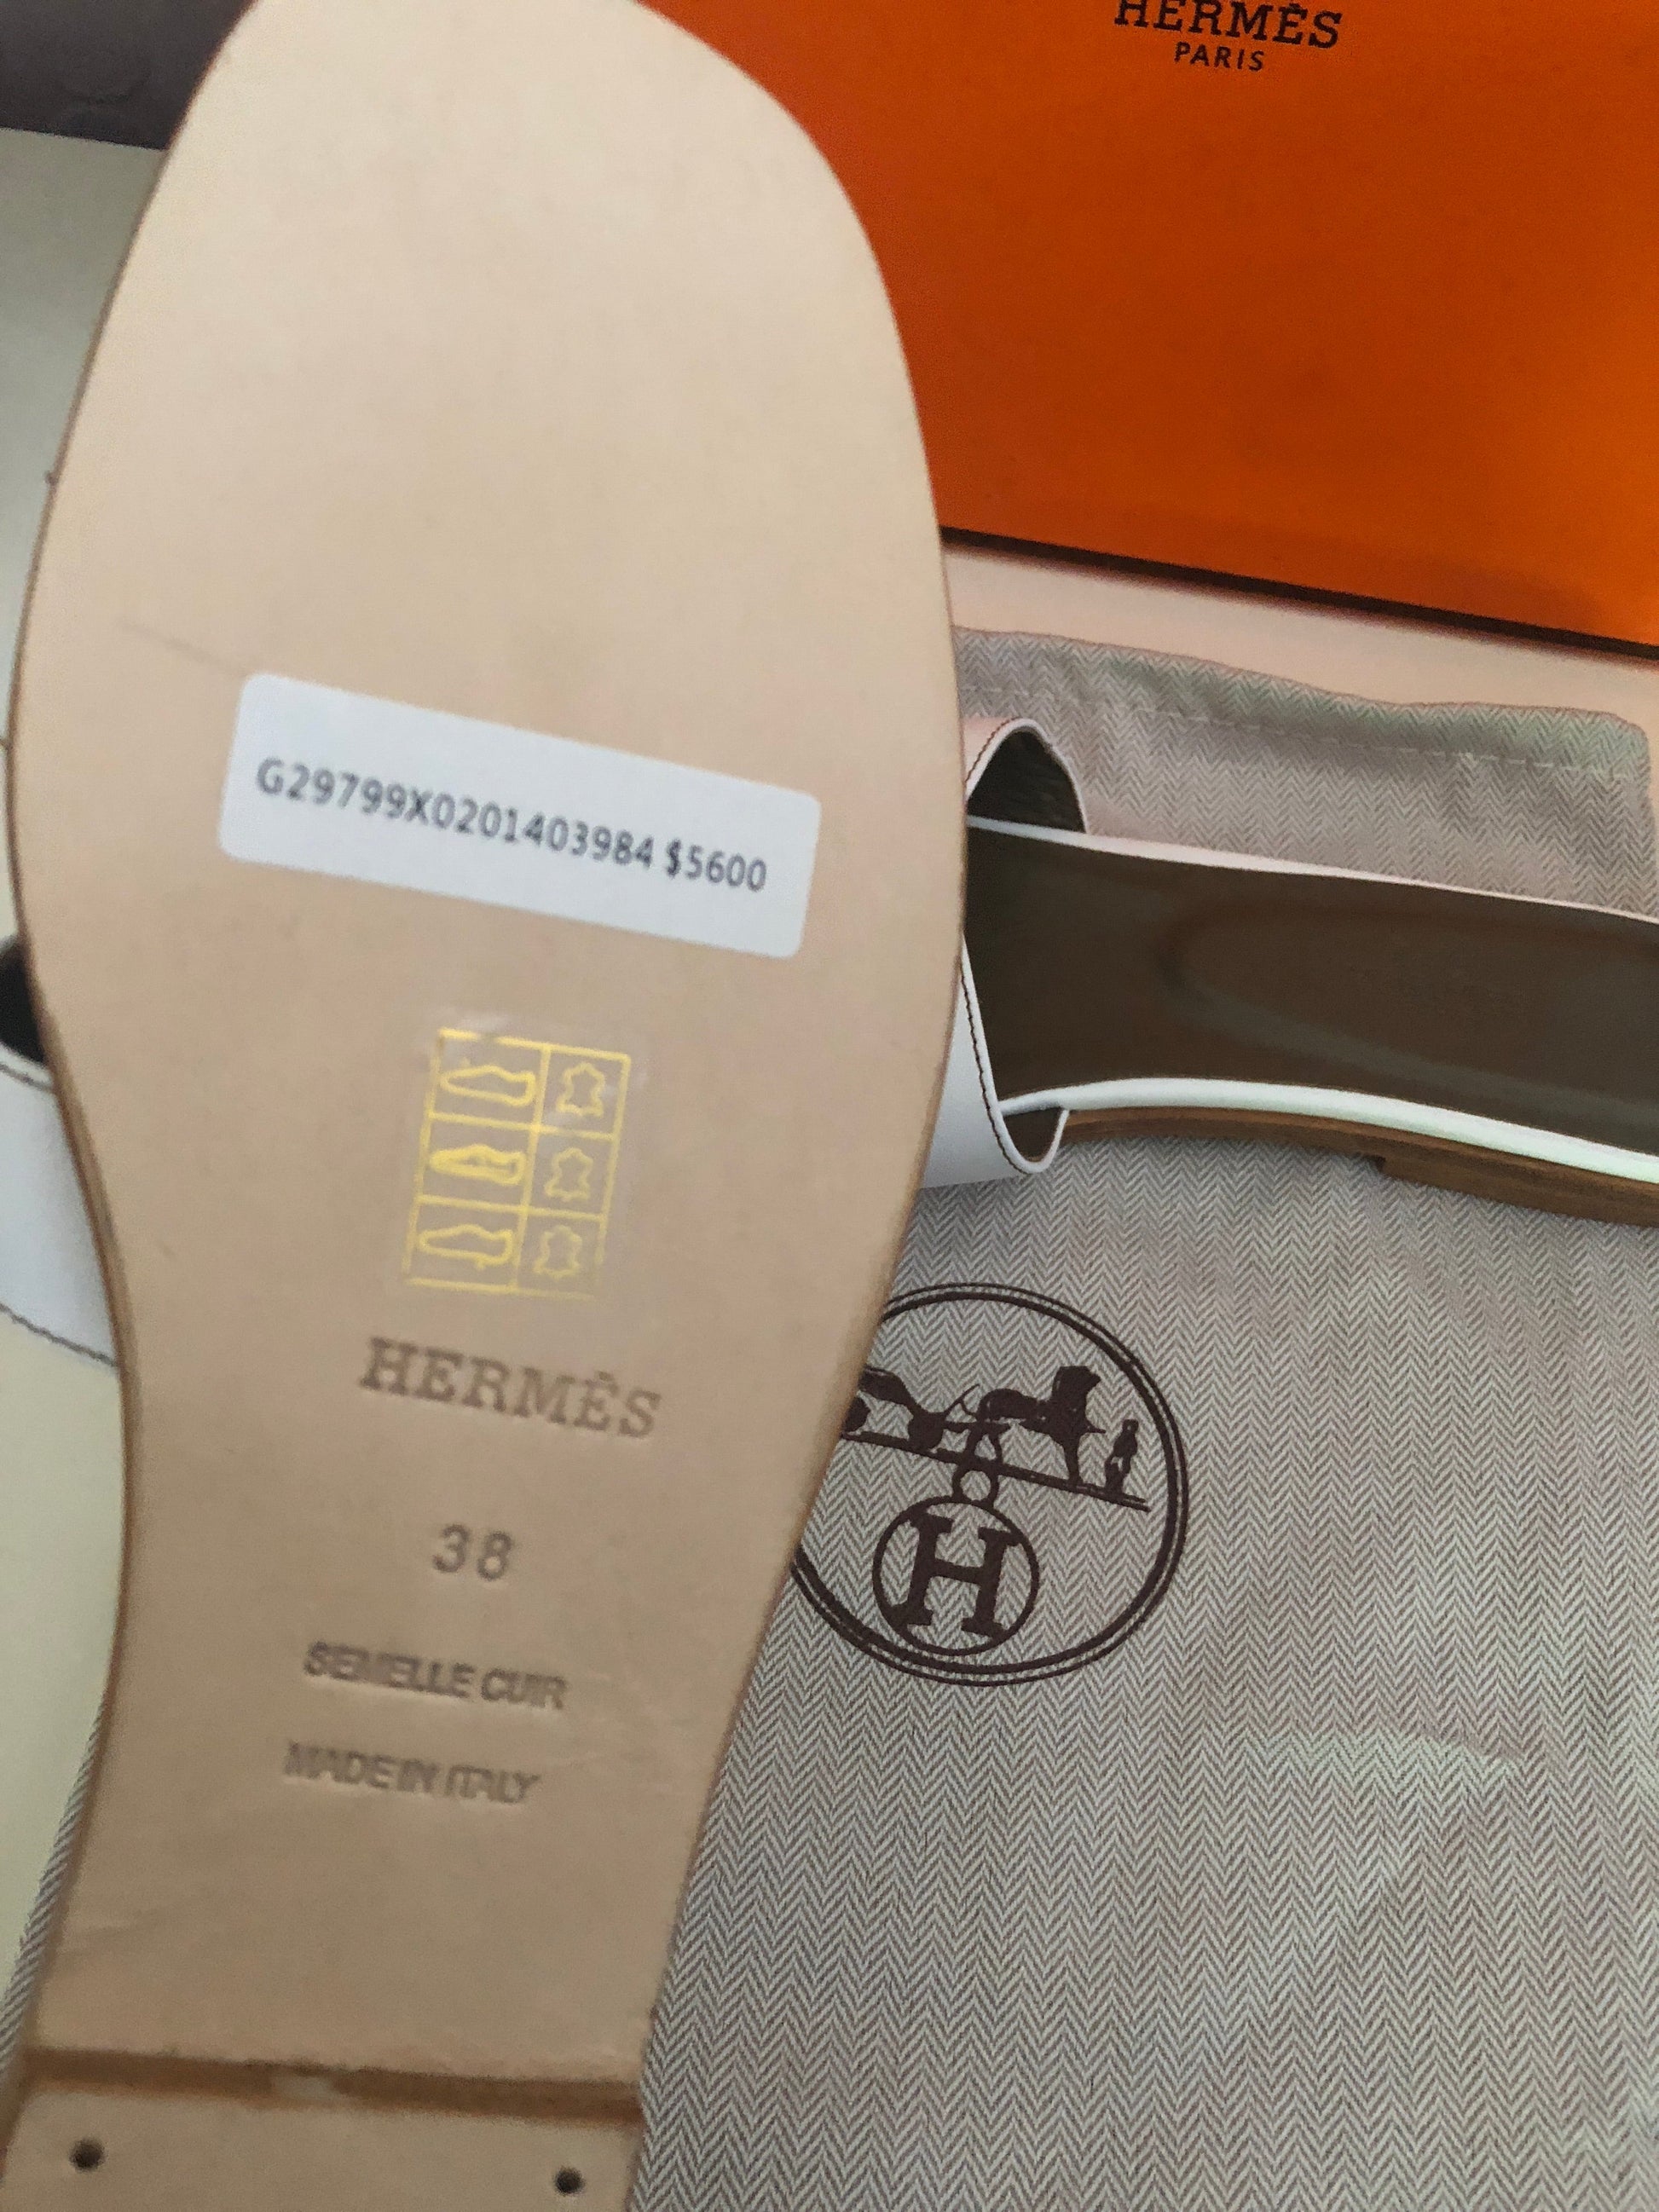 HERMÈS
PARIS
G29799X0201403984 $5600
HERMÈS
38
SEMELLE CUIR
MADE IN ITALY
H